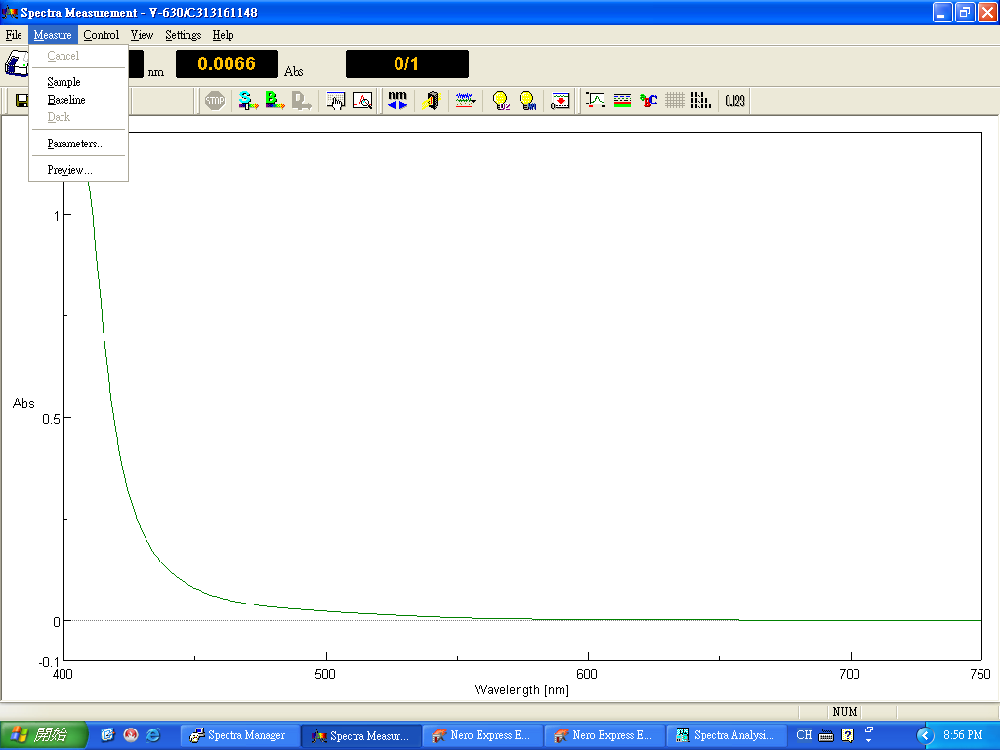 Spectra Measurement - V-630/C313161148
File Measure Control View Settings Help
Cancel
Sample
Baseline
Dark
Parameters...
Preview...
nm 0.0066 Abs 0/1
STOP S B D nm BC 0.123
1
0.5
0
-0.1
Abs
400 500 600 700 750
Wavelength [nm]
NUM
開始 Spectra Manager Spectra Measur... Nero Express E... Nero Express E... Spectra Analysi... CH 8:56 PM